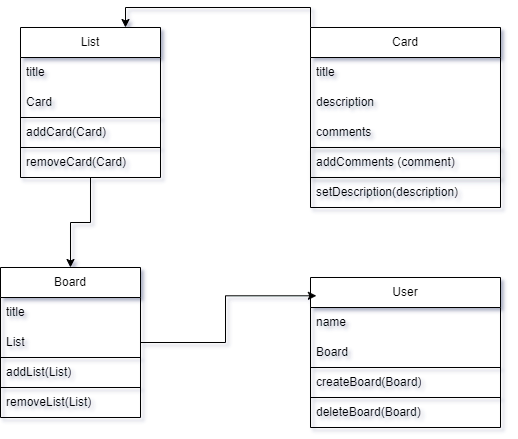 List
title
Card
addCard(Card)
removeCard(Card)
Card
title
description
comments
addComments (comment)
setDescription(description)
Board
title
List
addList(List)
removeList(List)
User
name
Board
createBoard(Board)
deleteBoard(Board)